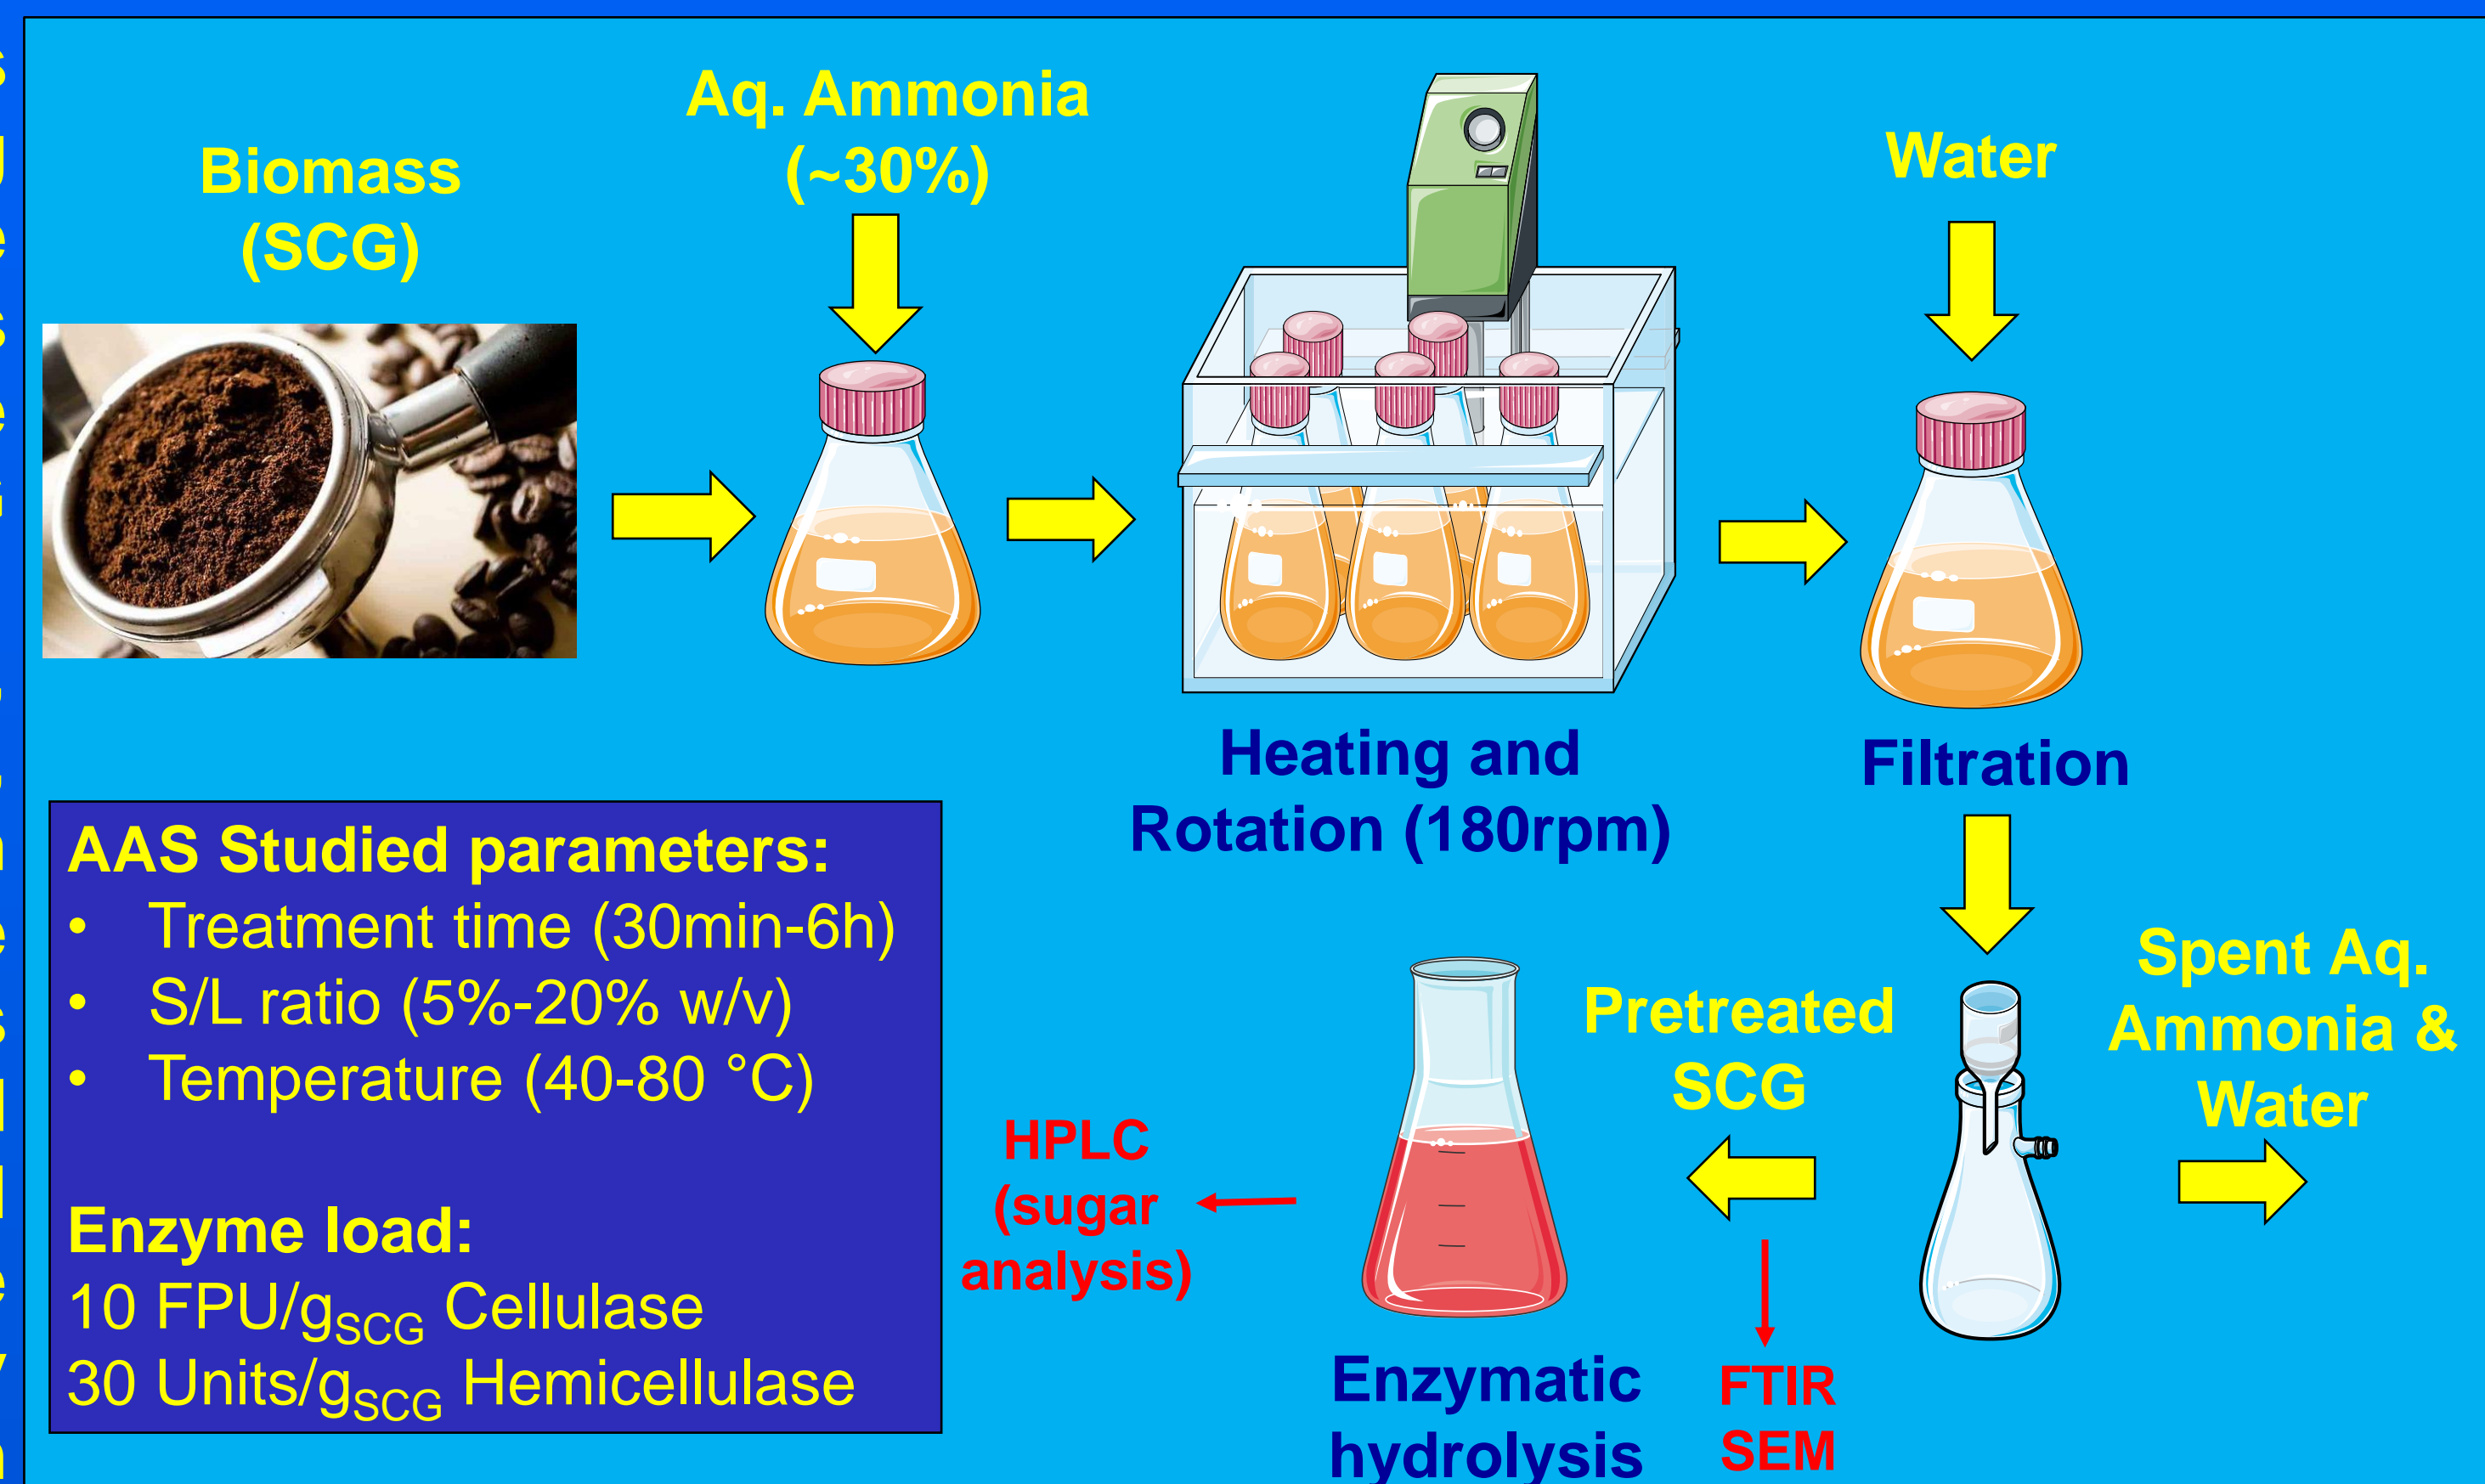 Biomass
(SCG)
Aq. Ammonia
(~30%)
Water
Heating and
Rotation (180rpm)
Filtration
AAS Studied parameters:
• Treatment time (30min-6h)
• S/L ratio (5%-20% w/v)
• Temperature (40-80 °C)
Enzyme load:
10 FPU/gSCG Cellulase
30 Units/gSCG Hemicellulase
HPLC
(sugar
analysis)
Pretreated
SCG
Spent Aq.
Ammonia &
Water
Enzymatic
hydrolysis
FTIR
SEM